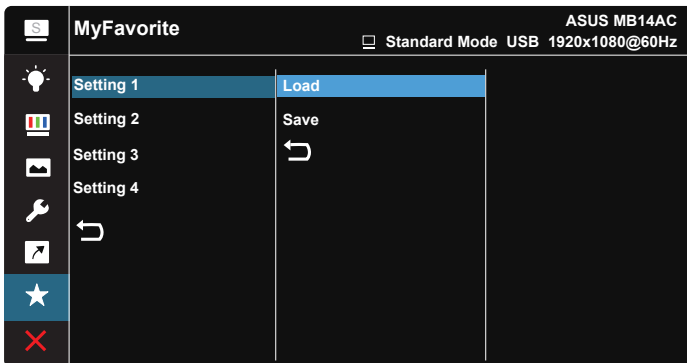 S
MyFavorite
ASUS MB14AC
Standard Mode USB 1920x1080@60Hz
Setting 1
Load
Setting 2
Save
Setting 3
Setting 4